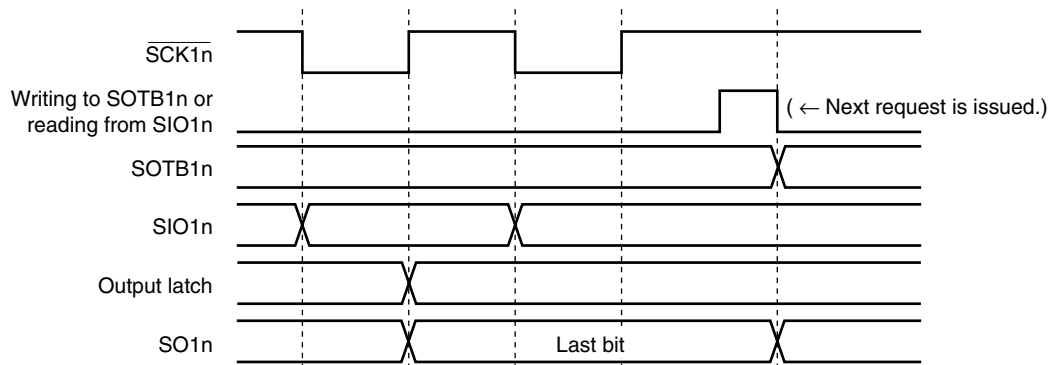 SCK1n
Writing to SOTB1n or
reading from SIO1n
( ← Next request is issued.)
SOTB1n
SIO1n
Output latch
SO1n
Last bit